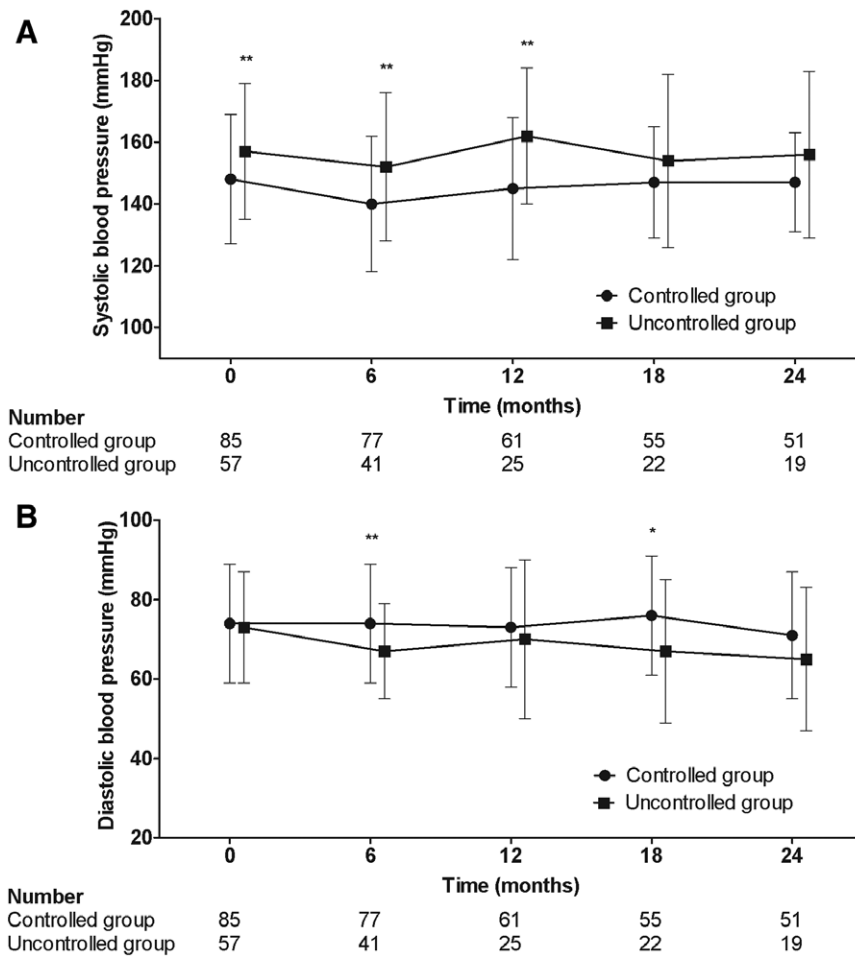 A
Systolic blood pressure (mmHg)
200
180
160
140
120
100
**
**
**
Controlled group
Uncontrolled group
0 6 12 18 24
Time (months)
Number
Controlled group 85 77 61 55 51
Uncontrolled group 57 41 25 22 19
B
Diastolic blood pressure (mmHg)
100
80
60
40
20
**
*
Controlled group
Uncontrolled group
0 6 12 18 24
Time (months)
Number
Controlled group 85 77 61 55 51
Uncontrolled group 57 41 25 22 19